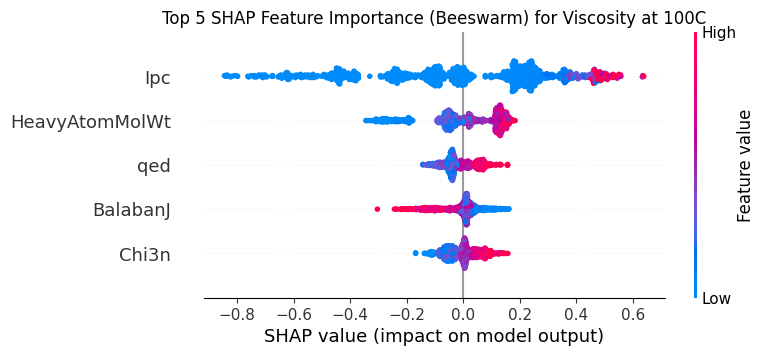 Top 5 SHAP Feature Importance (Beeswarm) for Viscosity at 100C
High
Ipc
HeavyAtomMolWt
qed
BalabanJ
Chi3n
Feature value
Low
−0.8 −0.6 −0.4 −0.2 0.0 0.2 0.4 0.6
SHAP value (impact on model output)